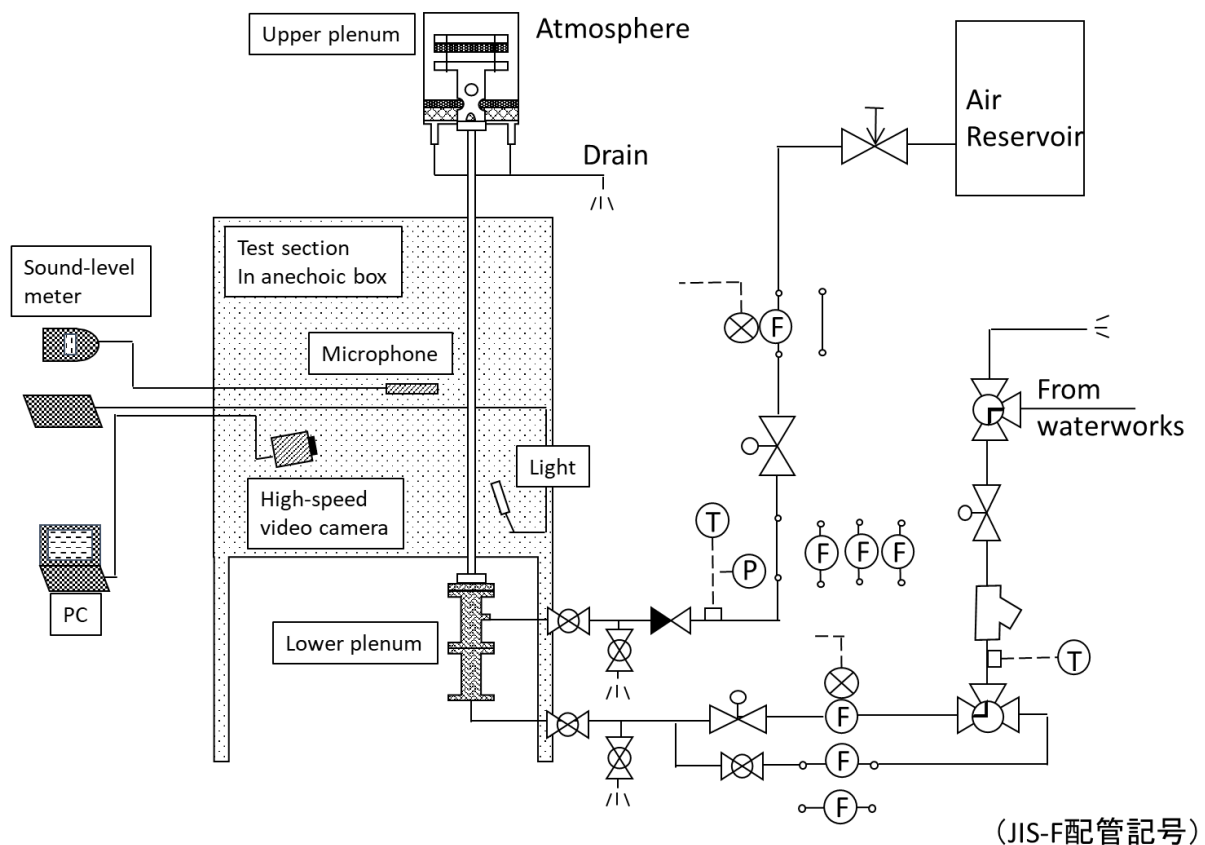 Upper plenum
Atmosphere
Air
Reservoir
Drain
Test section
In anechoic box
Sound-level
meter
Microphone
F
From
waterworks
Light
High-speed
video camera
T
P
F
F
F
PC
Lower plenum
T
F
F
F
(JIS-F配管記号)